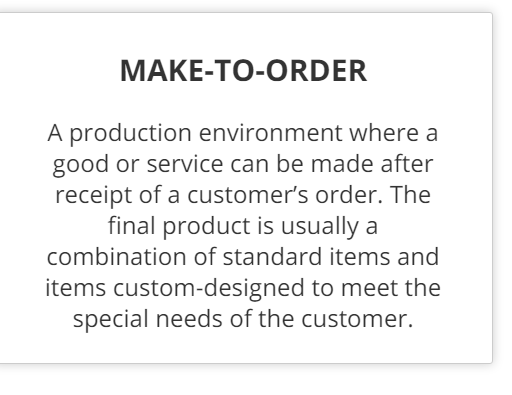 MAKE-TO-ORDER
A production environment where a
good or service can be made after
receipt of a customer’s order. The
final product is usually a
combination of standard items and
items custom-designed to meet the
special needs of the customer.